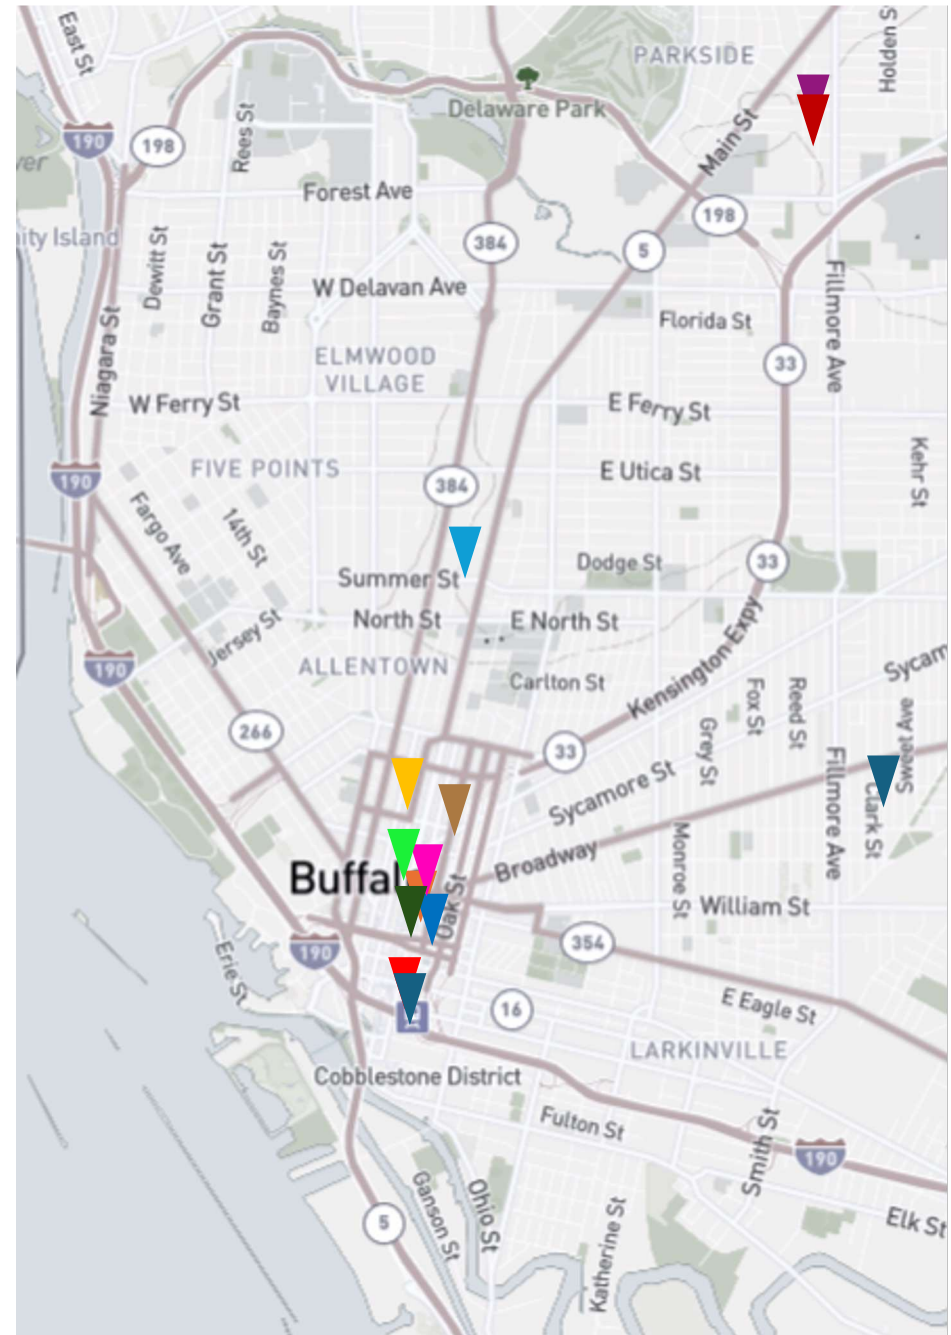 East St
PARKSIDE
Holden S
Delaware Park
190
198
Rees St
Main St
ver
Forest Ave
198
ity Island
384
5
Dewitt St
Grant St
Baynes St
W Delavan Ave
Fillmore Ave
Florida St
Niagara St
ELMWOOD
VILLAGE
33
W Ferry St
E Ferry St
FIVE POINTS
E Utica St
Kehr St
190
384
Fargo Ave
14th St
Summer St
Dodge St
33
North St
E North St
Jersey St
ALLENTOWN
190
Carlton St
Kensington Expy
Sycam
266
33
Grey St
Fox St
Reed St
Sweet Ave
Sycamore St
Fillmore Ave
Clark St
Broadway
Buffal
Oak St
Monroe St
William St
190
354
Erie St
16
E Eagle St
LARKINVILLE
Cobblestone District
Fulton St
Smith St
190
5
Ganson St
Ohio St
Katherine St
Elk St